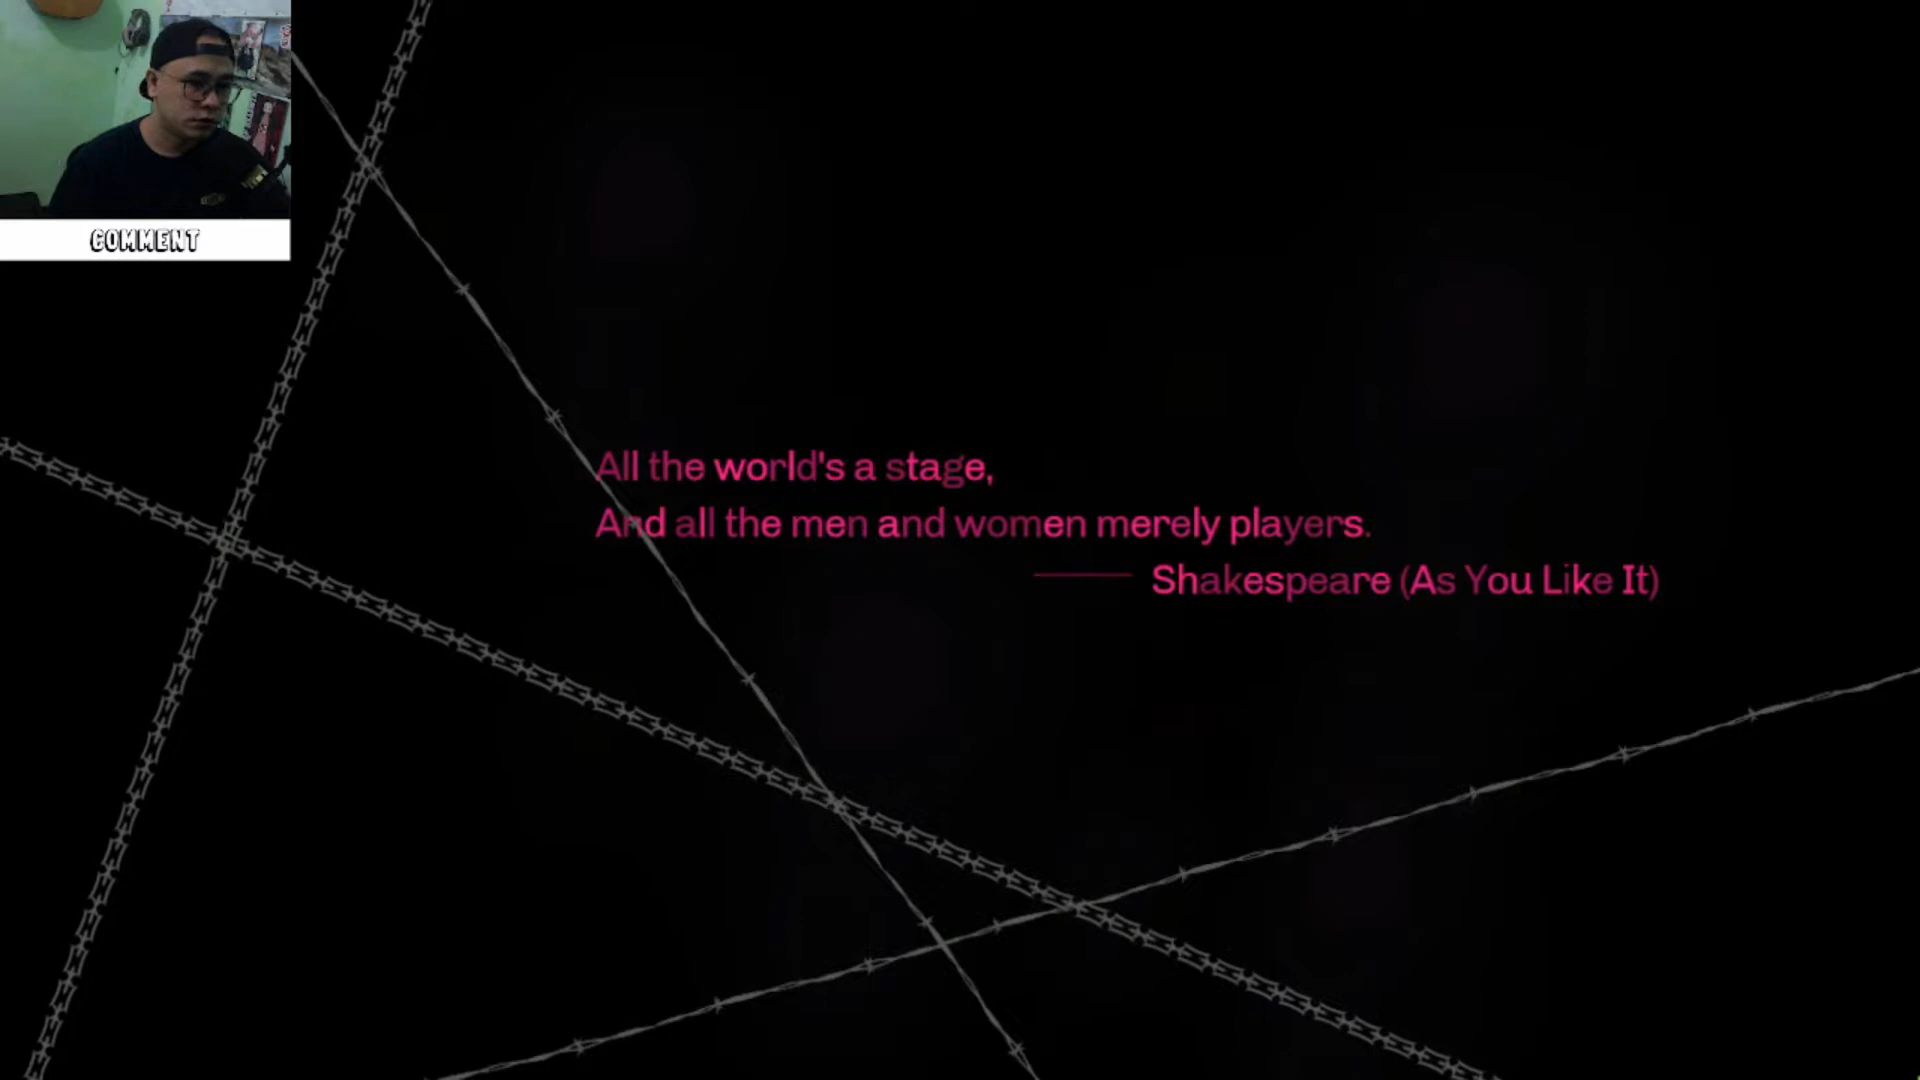 COMMENT
All the world's a stage,
And all the men and women merely players.
Shakespeare (As You Like It)